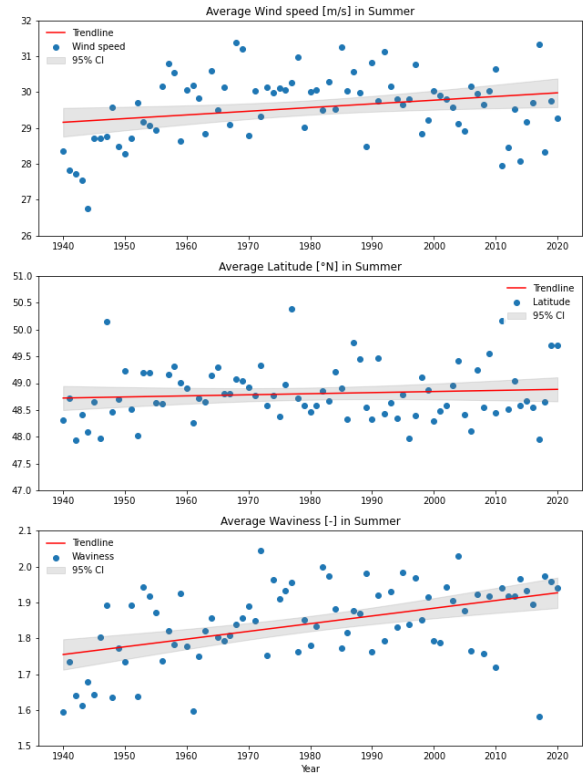 Average Wind speed [m/s] in Summer
32
31
30
29
28
27
26
Trendline
Wind speed
95% CI
1940 1950 1960 1970 1980 1990 2000 2010 2020
Average Latitude [°N] in Summer
51.0
50.5
50.0
49.5
49.0
48.5
48.0
47.5
47.0
Trendline
Latitude
95% CI
1940 1950 1960 1970 1980 1990 2000 2010 2020
Average Waviness [-] in Summer
2.1
2.0
1.9
1.8
1.7
1.6
1.5
Trendline
Waviness
95% CI
1940 1950 1960 1970 1980 1990 2000 2010 2020
Year